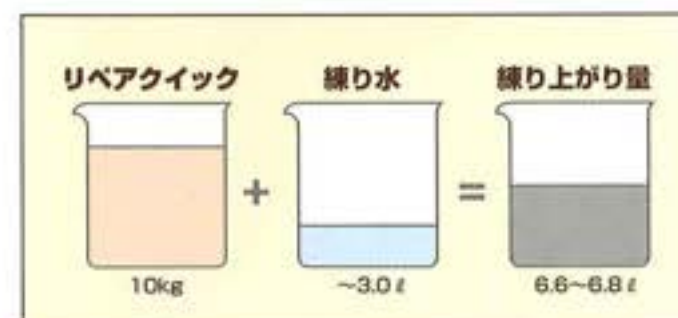 リペアクイック
練り水
練り上がり量
+
=
10kg
～3.0ℓ
6.6～6.8ℓ